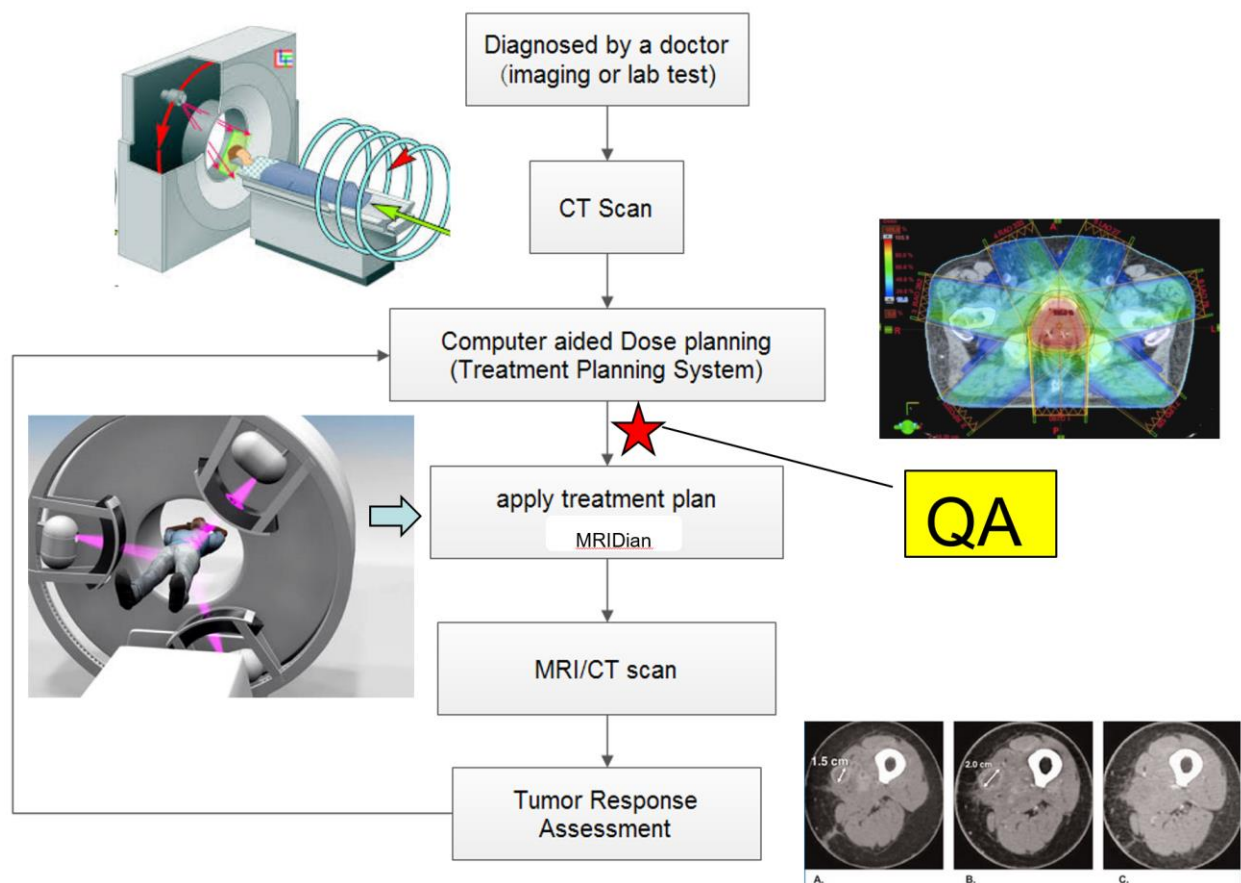 Diagnosed by a doctor
(imaging or lab test)
CT Scan
A
R
L
P
Computer aided Dose planning
(Treatment Planning System)
apply treatment plan
MRIDian
QA
MRI/CT scan
Tumor Response
Assessment
1.5 cm
2.0 cm
A.
B.
C.